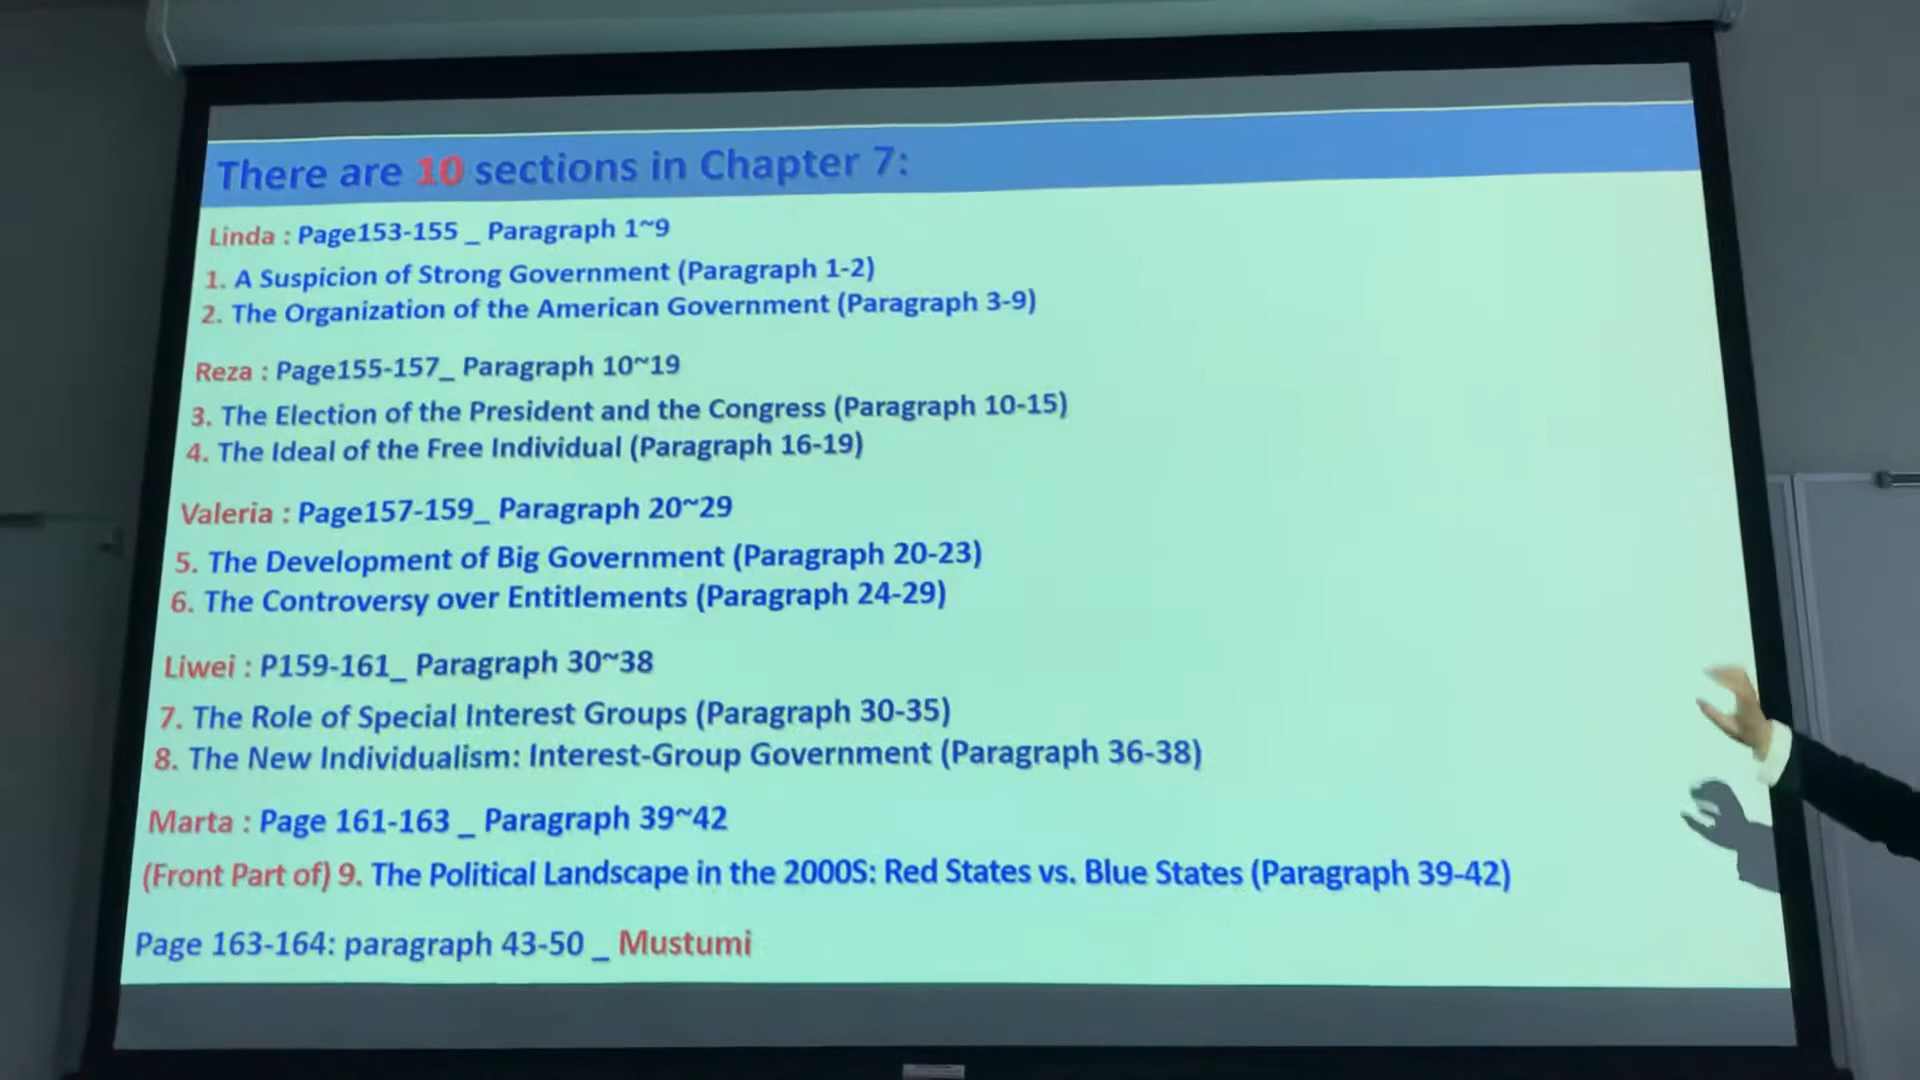 There are 10 sections in Chapter 7:
Linda : Page153-155 _ Paragraph 1~9
1. A Suspicion of Strong Government (Paragraph 1-2)
2. The Organization of the American Government (Paragraph 3-9)
Reza : Page155-157_ Paragraph 10~19
3. The Election of the President and the Congress (Paragraph 10-15)
4. The Ideal of the Free Individual (Paragraph 16-19)
Valeria : Page157-159_ Paragraph 20~29
5. The Development of Big Government (Paragraph 20-23)
6. The Controversy over Entitlements (Paragraph 24-29)
Liwei : P159-161_ Paragraph 30~38
7. The Role of Special Interest Groups (Paragraph 30-35)
8. The New Individualism: Interest-Group Government (Paragraph 36-38)
Marta : Page 161-163 _ Paragraph 39~42
(Front Part of) 9. The Political Landscape in the 2000S: Red States vs. Blue States (Paragraph 39-42)
Page 163-164: paragraph 43-50 _ Mustumi